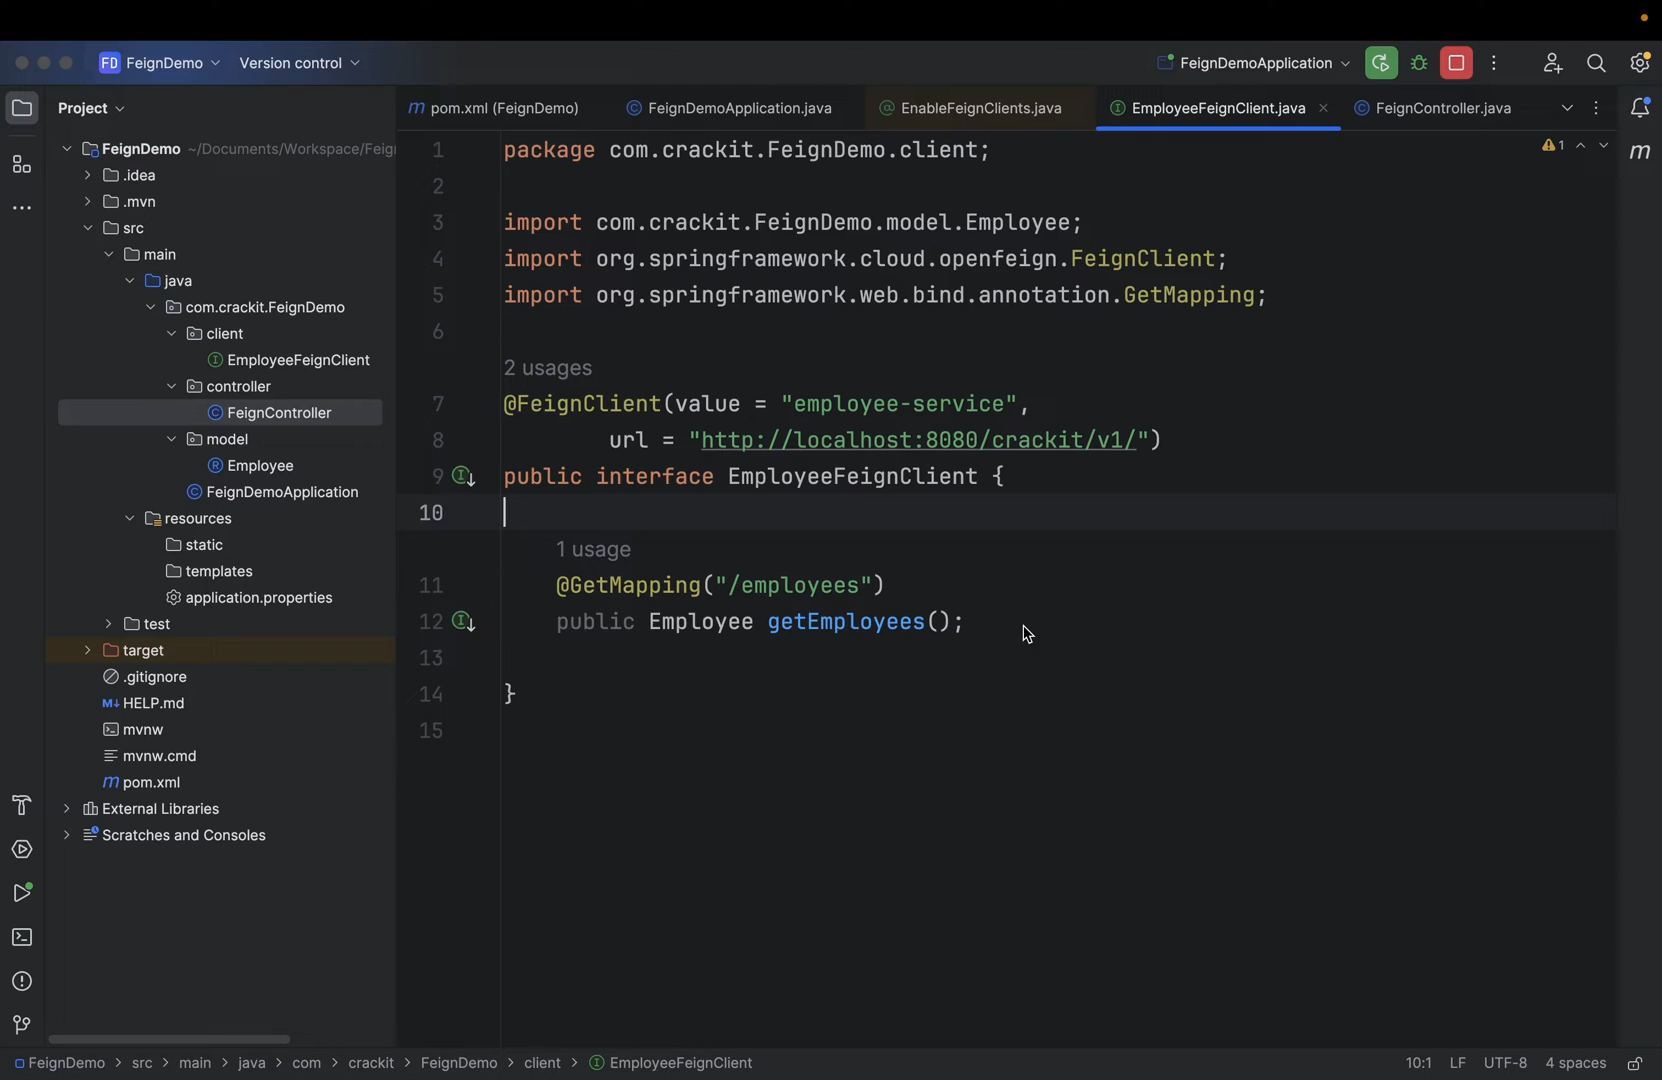 FD FeignDemo Version control FeignDemoApplication
Project
pom.xml (FeignDemo) FeignDemoApplication.java EnableFeignClients.java EmployeeFeignClient.java FeignController.java
FeignDemo ~/Documents/Workspace/Feig
.idea
.mvn
src
main
java
com.crackit.FeignDemo
client
EmployeeFeignClient
controller
FeignController
model
Employee
FeignDemoApplication
resources
static
templates
application.properties
test
target
.gitignore
HELP.md
mvnw
mvnw.cmd
pom.xml
External Libraries
Scratches and Consoles
1 package com.crackit.FeignDemo.client;
2
3 import com.crackit.FeignDemo.model.Employee;
4 import org.springframework.cloud.openfeign.FeignClient;
5 import org.springframework.web.bind.annotation.GetMapping;
6
2 usages
7 @FeignClient(value = "employee-service",
8 url = "http://localhost:8080/crackit/v1/")
9 public interface EmployeeFeignClient {
10
1 usage
11 @GetMapping("/employees")
12 public Employee getEmployees();
13
14 }
15
1
FeignDemo > src > main > java > com > crackit > FeignDemo > client > EmployeeFeignClient
10:1 LF UTF-8 4 spaces